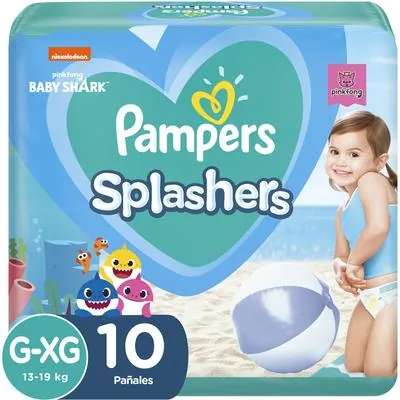 nickelodeon
pinkfong
BABY SHARK™
pinkfong
Pampers
Splashers
G-XG
13-19 kg
10
Pañales